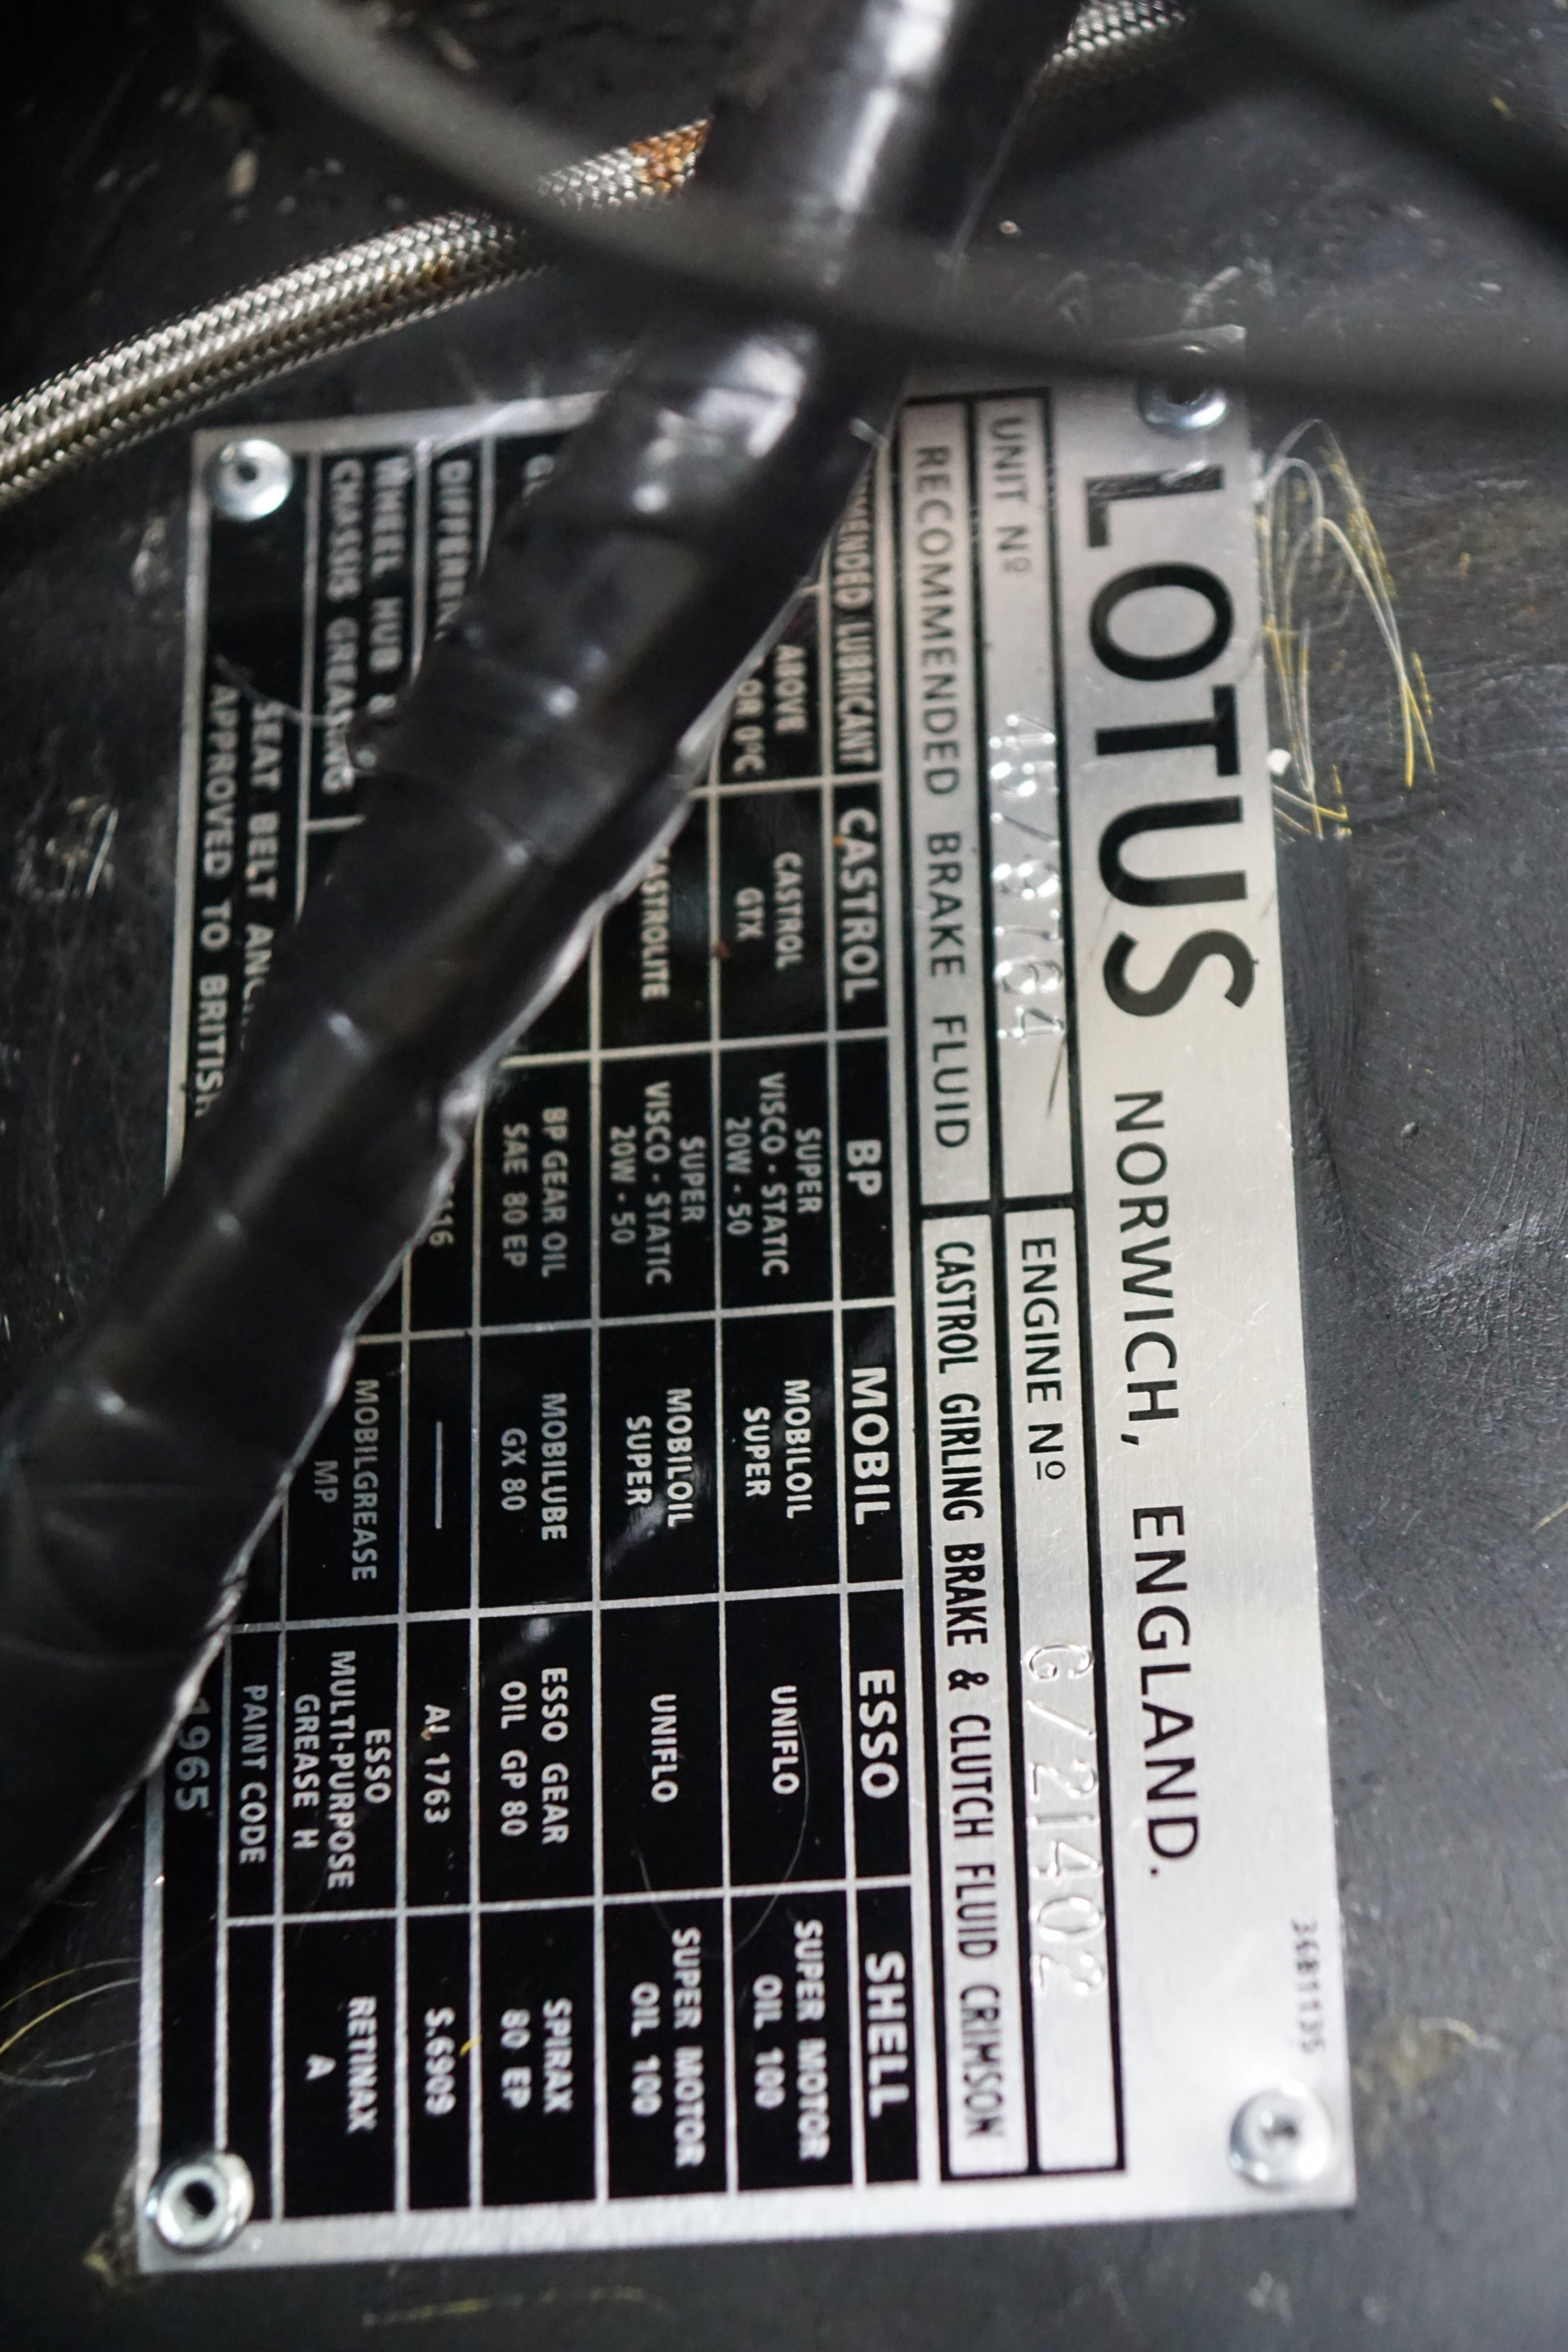 LOTUS NORWICH, ENGLAND.
UNIT Nº
ENGINE Nº G/21402
RECOMMENDED BRAKE FLUID
CASTROL GIRLING BRAKE & CLUTCH FLUID CRIMSON
LUBRICANT CASTROL BP MOBIL ESSO SHELL
ABOVE
OR 0°C
CASTROL
GTX
SUPER
VISCO - STATIC
20W - 50
MOBILOIL
SUPER
UNIFLO
SUPER MOTOR
OIL 100
SUPER
VISCO - STATIC
20W - 50
MOBILOIL
SUPER
UNIFLO
SUPER MOTOR
OIL 100
BP GEAR OIL
SAE 80 EP
MOBILUBE
GX 80
ESSO GEAR
OIL GP 80
SPIRAX
80 EP
— AL 1763 S.6909
WHEEL HUB &
CHASSIS GREASING
MOBILGREASE
MP
ESSO
MULTI-PURPOSE
GREASE H
RETINAX
A
SEAT BELT
PAINT CODE
APPROVED TO BRITISH
1965